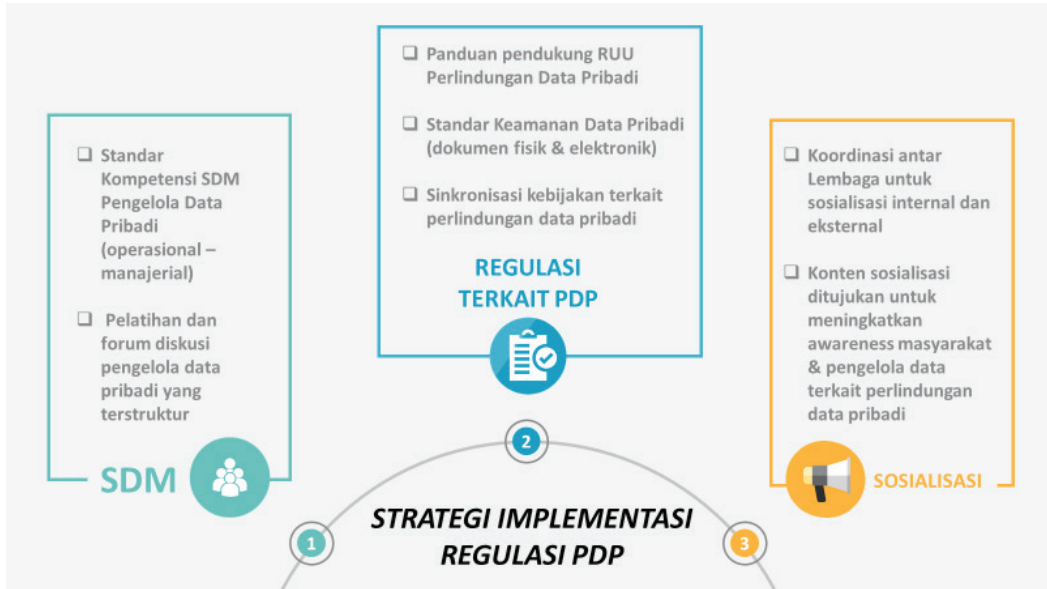 ❑ Standar
Kompetensi SDM
Pengelola Data
Pribadi
(operasional –
manajerial)
❑ Pelatihan dan
forum diskusi
pengelola data
pribadi yang
terstruktur
SDM
1
❑ Panduan pendukung RUU
Perlindungan Data Pribadi
❑ Standar Keamanan Data Pribadi
(dokumen fisik & elektronik)
❑ Sinkronisasi kebijakan terkait
perlindungan data pribadi
REGULASI
TERKAIT PDP
2
❑ Koordinasi antar
Lembaga untuk
sosialisasi internal dan
eksternal
❑ Konten sosialisasi
ditujukan untuk
meningkatkan
awareness masyarakat
& pengelola data
terkait perlindungan
data pribadi
SOSIALISASI
3
STRATEGI IMPLEMENTASI
REGULASI PDP